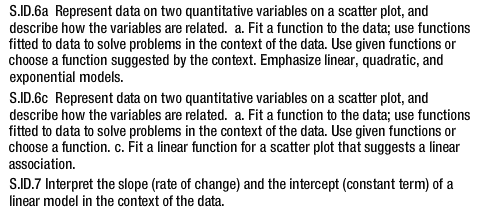 S.ID.6a  Represent data on two quantitative variables on a scatter plot, and
describe how the variables are related.  a. Fit a function to the data; use functions
fitted to data to solve problems in the context of the data. Use given functions or
choose a function suggested by the context. Emphasize linear, quadratic, and
exponential models.
S.ID.6c  Represent data on two quantitative variables on a scatter plot, and
describe how the variables are related.  a. Fit a function to the data; use functions
fitted to data to solve problems in the context of the data. Use given functions or
choose a function. c. Fit a linear function for a scatter plot that suggests a linear
association.
S.ID.7  Interpret the slope (rate of change) and the intercept (constant term) of a
linear model in the context of the data.